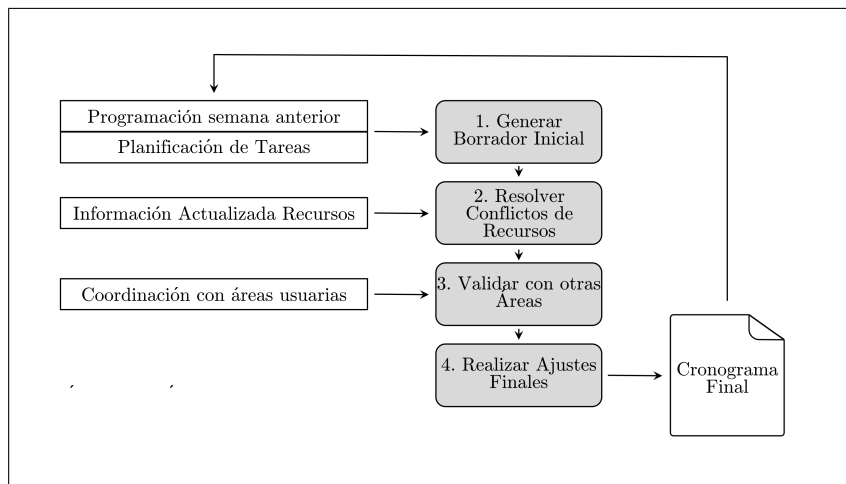 Programación semana anterior
Planificación de Tareas
1. Generar
Borrador Inicial
Información Actualizada Recursos
2. Resolver
Conflictos de
Recursos
Coordinación con áreas usuarias
3. Validar con otras
Áreas
4. Realizar Ajustes
Finales
Cronograma
Final